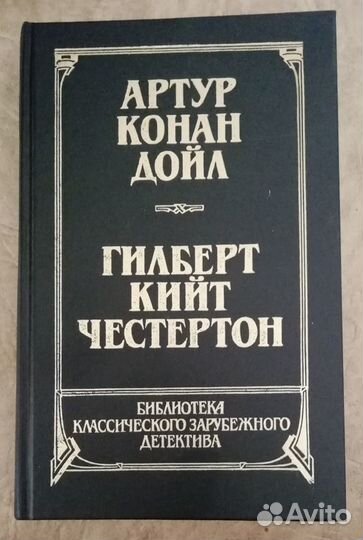 АРТУР
КОНАН
ДОЙЛ
ГИЛБЕРТ
КИЙТ
ЧЕСТЕРТОН
БИБЛИОТЕКА
КЛАССИЧЕСКОГО ЗАРУБЕЖНОГО
ДЕТЕКТИВА
Avito